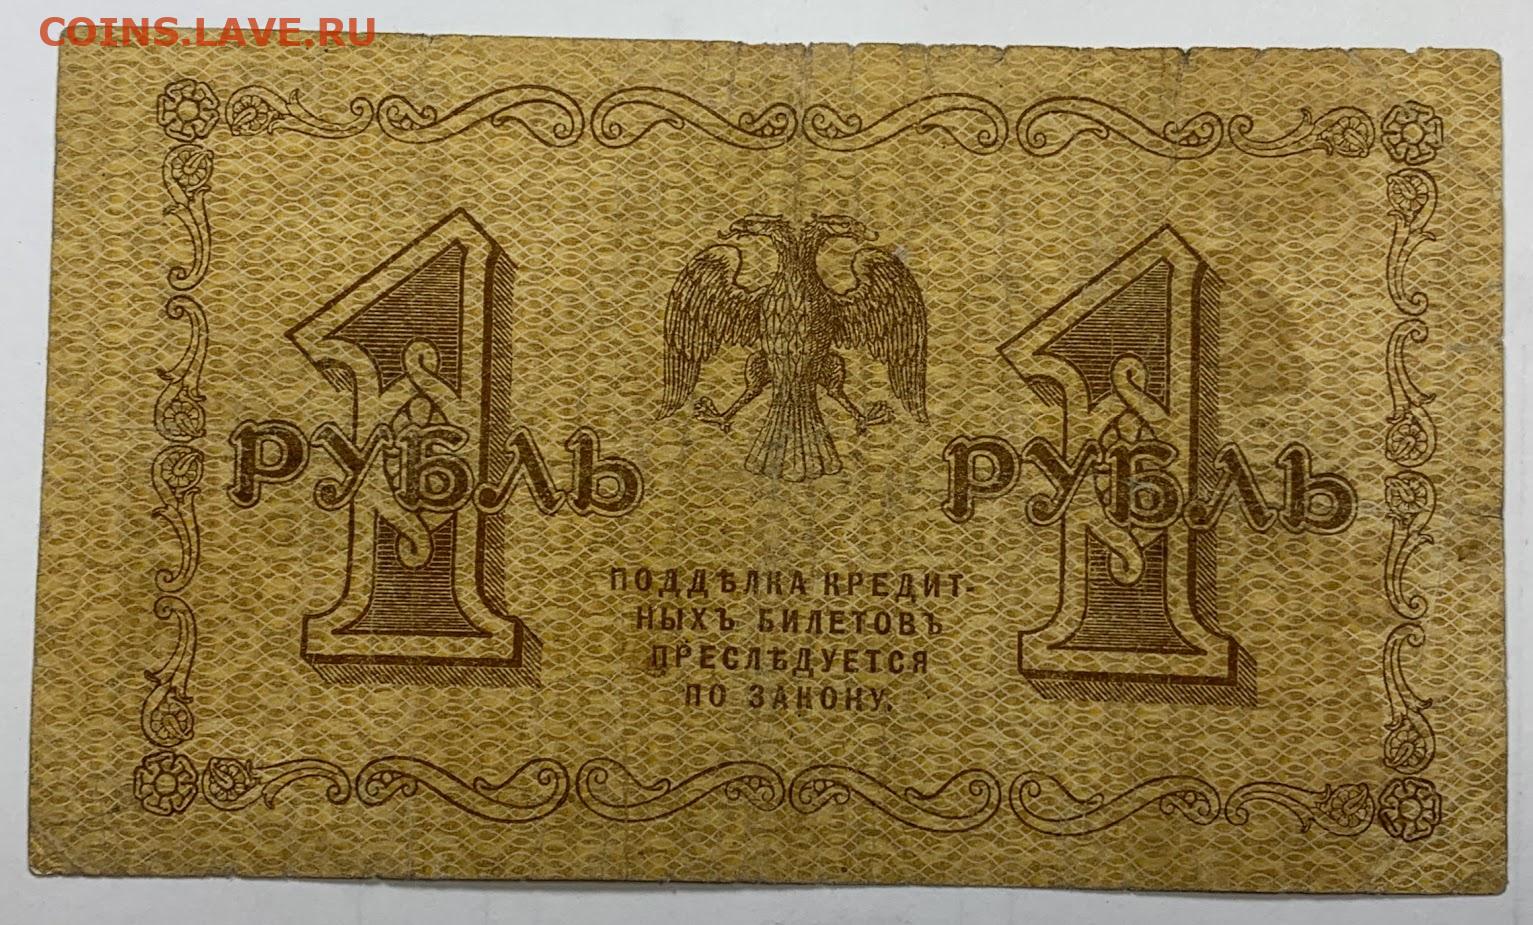 COINS.LAVE.RU
1 1
РУБЛЬ РУБЛЬ
ПОДДѢЛКА КРЕДИТ-
НЫХЪ БИЛЕТОВЪ
ПРЕСЛѢДУЕТСЯ
ПО ЗАКОНУ.